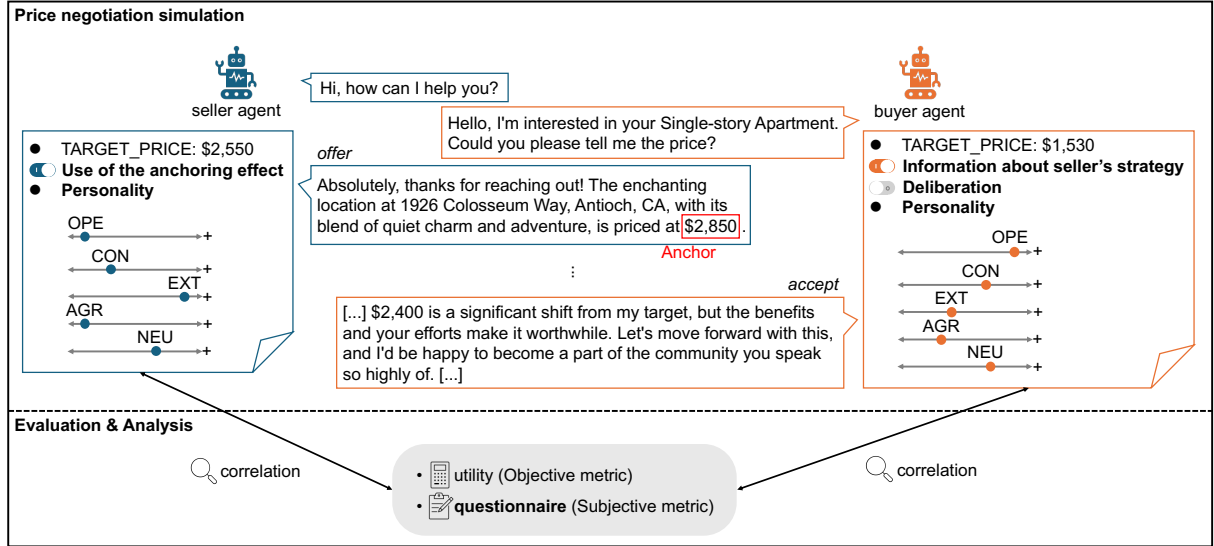 Price negotiation simulation
seller agent
Hi, how can I help you?
buyer agent
Hello, I'm interested in your Single-story Apartment.
Could you please tell me the price?
TARGET_PRICE: $2,550
Use of the anchoring effect
Personality
OPE
+
CON
+
EXT
+
AGR
+
NEU
+
offer
Absolutely, thanks for reaching out! The enchanting
location at 1926 Colosseum Way, Antioch, CA, with its
blend of quiet charm and adventure, is priced at $2,850 .
Anchor
⋮
accept
[...] $2,400 is a significant shift from my target, but the benefits
and your efforts make it worthwhile. Let's move forward with this,
and I'd be happy to become a part of the community you speak
so highly of. [...]
TARGET_PRICE: $1,530
Information about seller's strategy
Deliberation
Personality
OPE
+
CON
+
EXT
+
AGR
+
NEU
+
Evaluation & Analysis
correlation
• utility (Objective metric)
• questionnaire (Subjective metric)
correlation